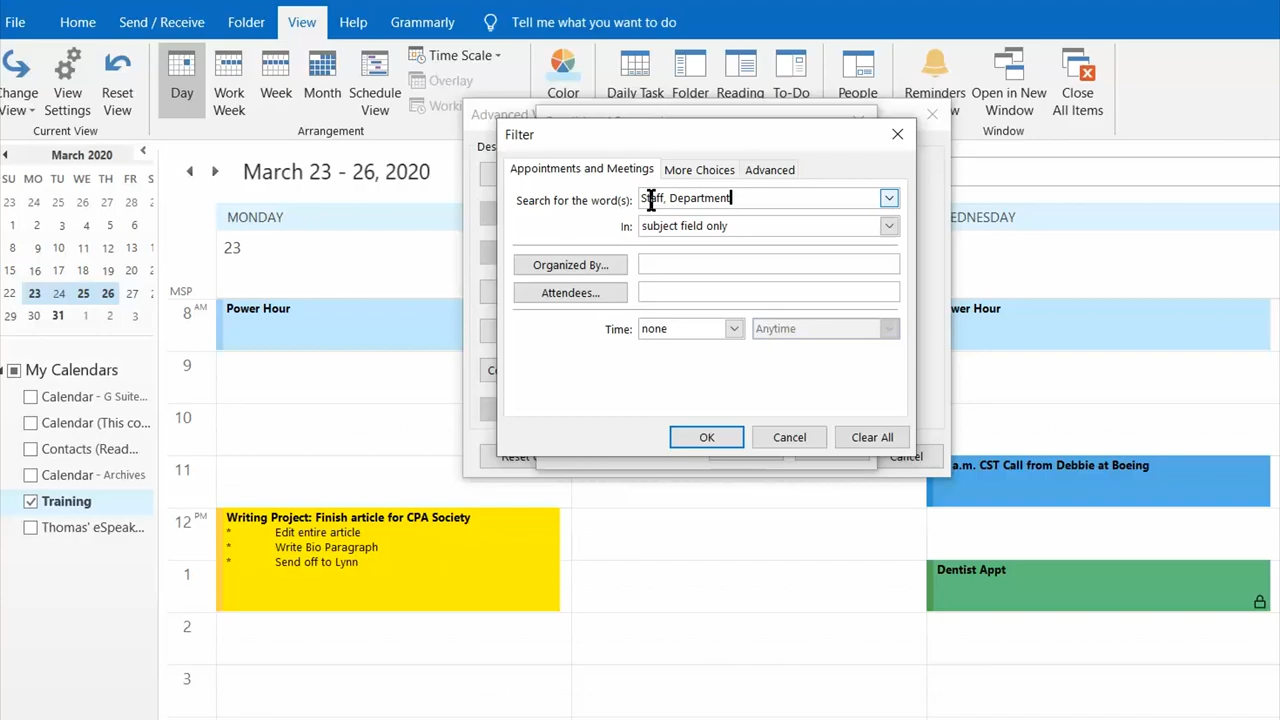 File Home Send / Receive Folder View Help Grammarly Tell me what you want to do
Change View
View Settings
Reset View
Current View
Day
Work Week
Week
Month
Schedule View
Time Scale
Overlay
Arrangement
Color
Daily Task
Folder
Reading
To-Do
People
Reminders
Open in New Window
Close All Items
Window
March 2020
SU MO TU WE TH FR S
23 24 25 26 27 28 29
1 2 3 4 5 6 7
8 9 10 11 12 13 14
15 16 17 18 19 20 21
22 23 24 25 26 27 28
29 30 31 1 2 3 4
My Calendars
Calendar - G Suite...
Calendar (This co...
Contacts (Read...
Calendar - Archives
Training
Thomas' eSpeak...
March 23 - 26, 2020
MONDAY
23
MSP
8 AM
9
10
11
12 PM
1
2
3
Power Hour
Writing Project: Finish article for CPA Society
* Edit entire article
* Write Bio Paragraph
* Send off to Lynn
Filter
Appointments and Meetings More Choices Advanced
Search for the word(s): Staff, Department
In: subject field only
Organized By...
Attendees...
Time: none Anytime
OK Cancel Clear All
Cancel
a.m. CST Call from Debbie at Boeing
Dentist Appt